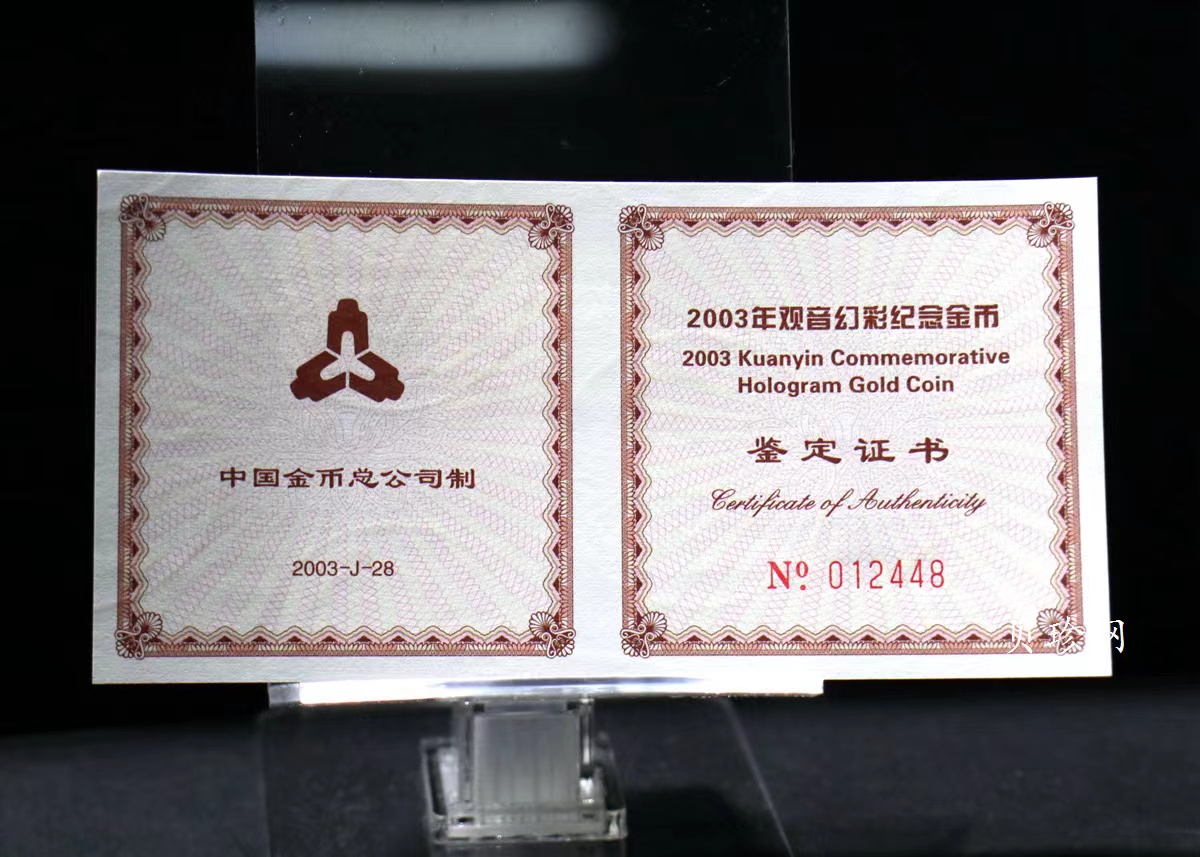 中国金币总公司制
2003-J-28
2003年观音幻彩纪念金币
2003 Kuanyin Commemorative
Hologram Gold Coin
鉴定证书
Certificate of Authenticity
Nº 012448
贝珍网